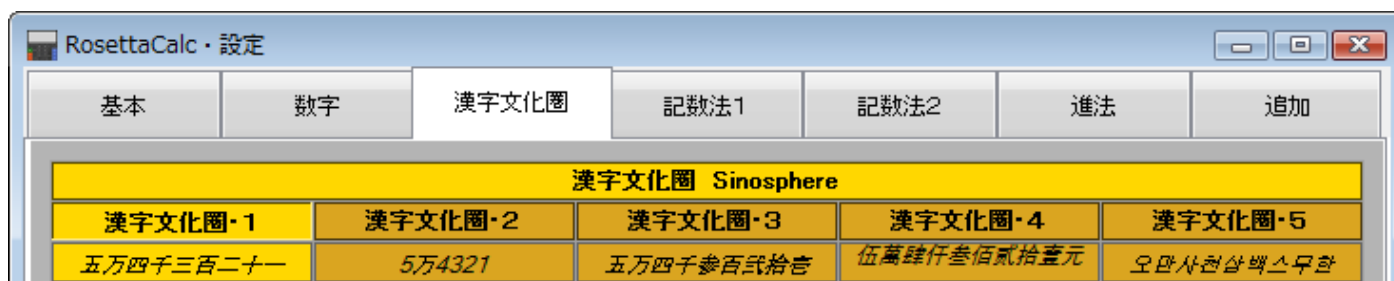 RosettaCalc・設定
基本 数字 漢字文化圏 記数法1 記数法2 進法 追加
漢字文化圏 Sinosphere
漢字文化圏・1 漢字文化圏・2 漢字文化圏・3 漢字文化圏・4 漢字文化圏・5
五万四千三百二十一 5万4321 五万四千参百弐拾壱 伍萬肆仟叁佰贰拾壹元 오만사천삼백스무한